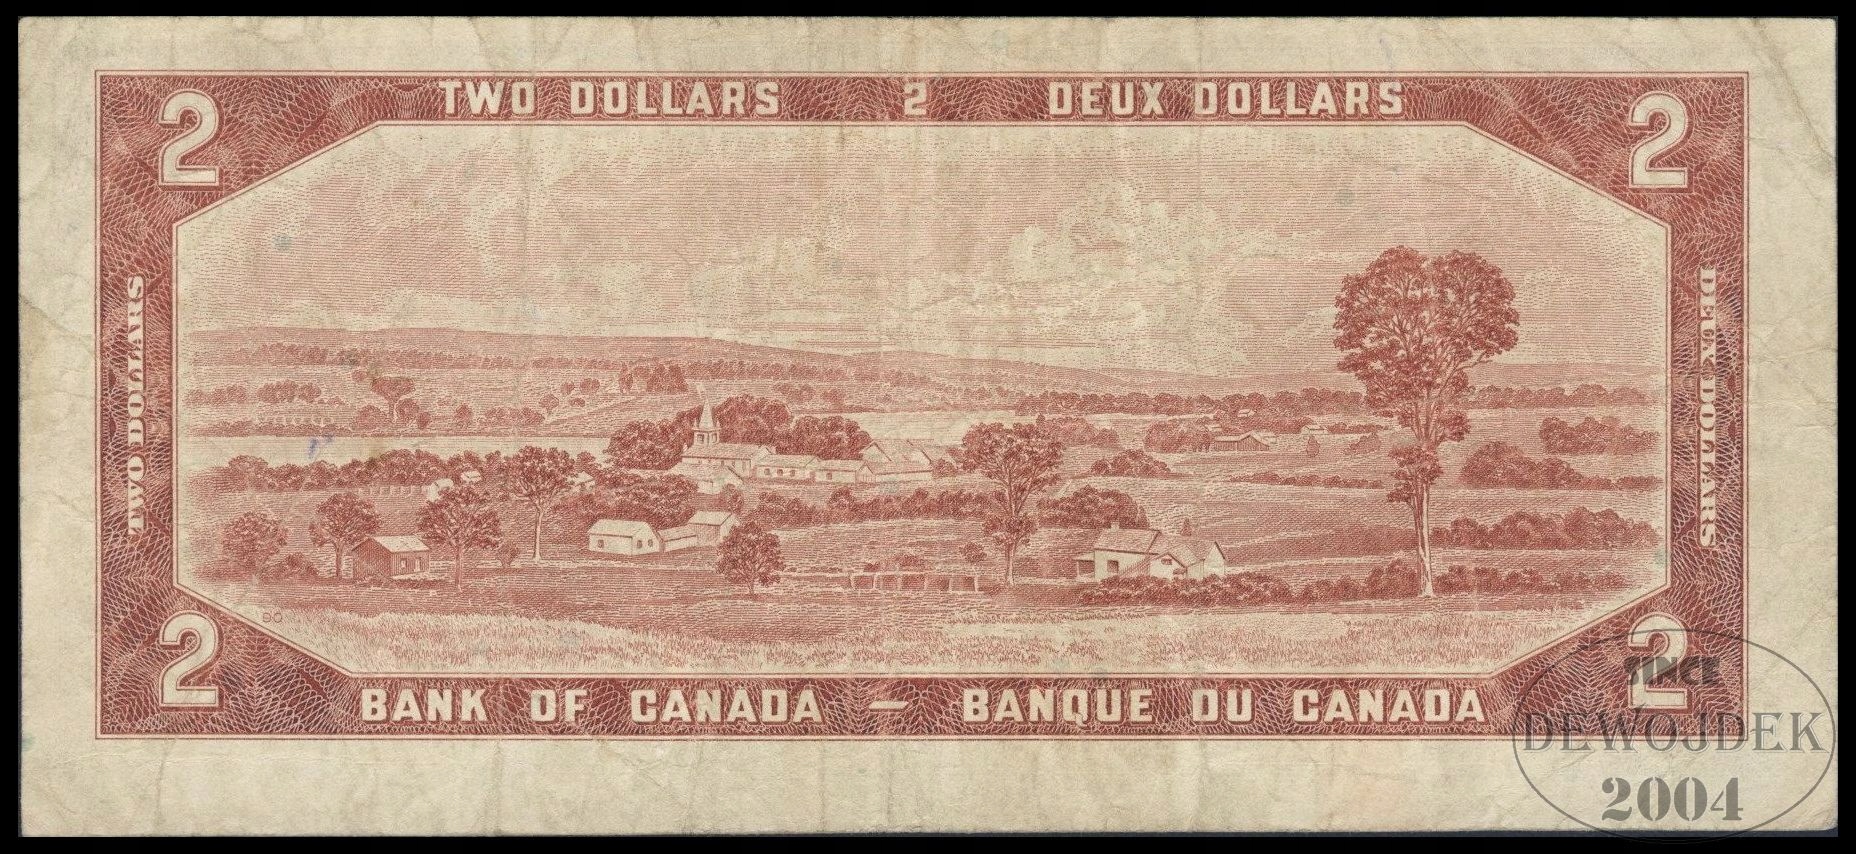 2 TWO DOLLARS 2 DEUX DOLLARS 2
TWO DOLLARS
DEUX DOLLARS
2 BANK OF CANADA — BANQUE DU CANADA 2
SINCE
DEWOJDEK
2004